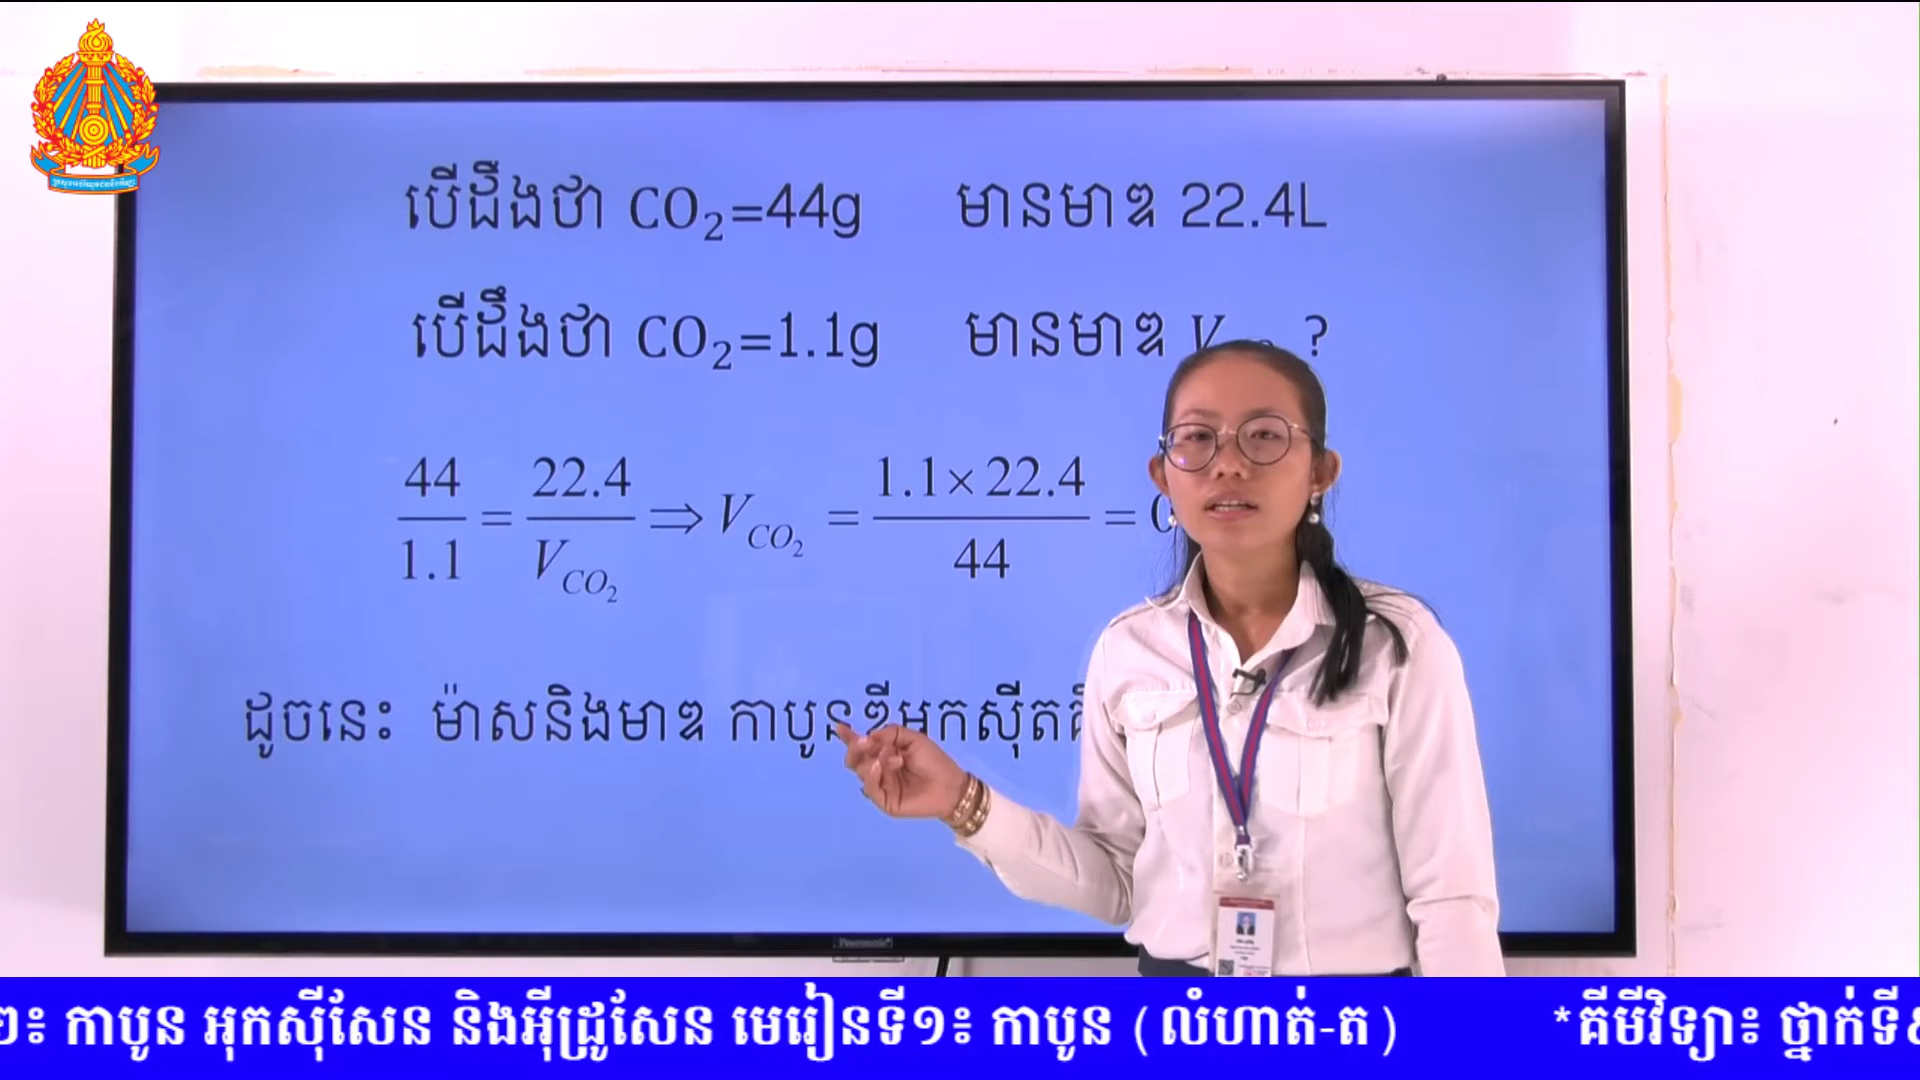 បើដឹងថា CO₂=44g មានមាឌ 22.4L
បើដឹងថា CO₂=1.1g មានមាឌ V ?
44/1.1 = 22.4/V_CO₂ ⇒ V_CO₂ = 1.1×22.4/44 = 0
ដូចនេះ ម៉ាសនិងមាឌ កាបូនឌីអុកស៊ីត
២៖ កាបូន អុកស៊ីសែន និងអ៊ីដ្រូសែន មេរៀនទី១៖ កាបូន (លំហាត់-ត) *គីមីវិទ្យា៖ ថ្នាក់ទី៩